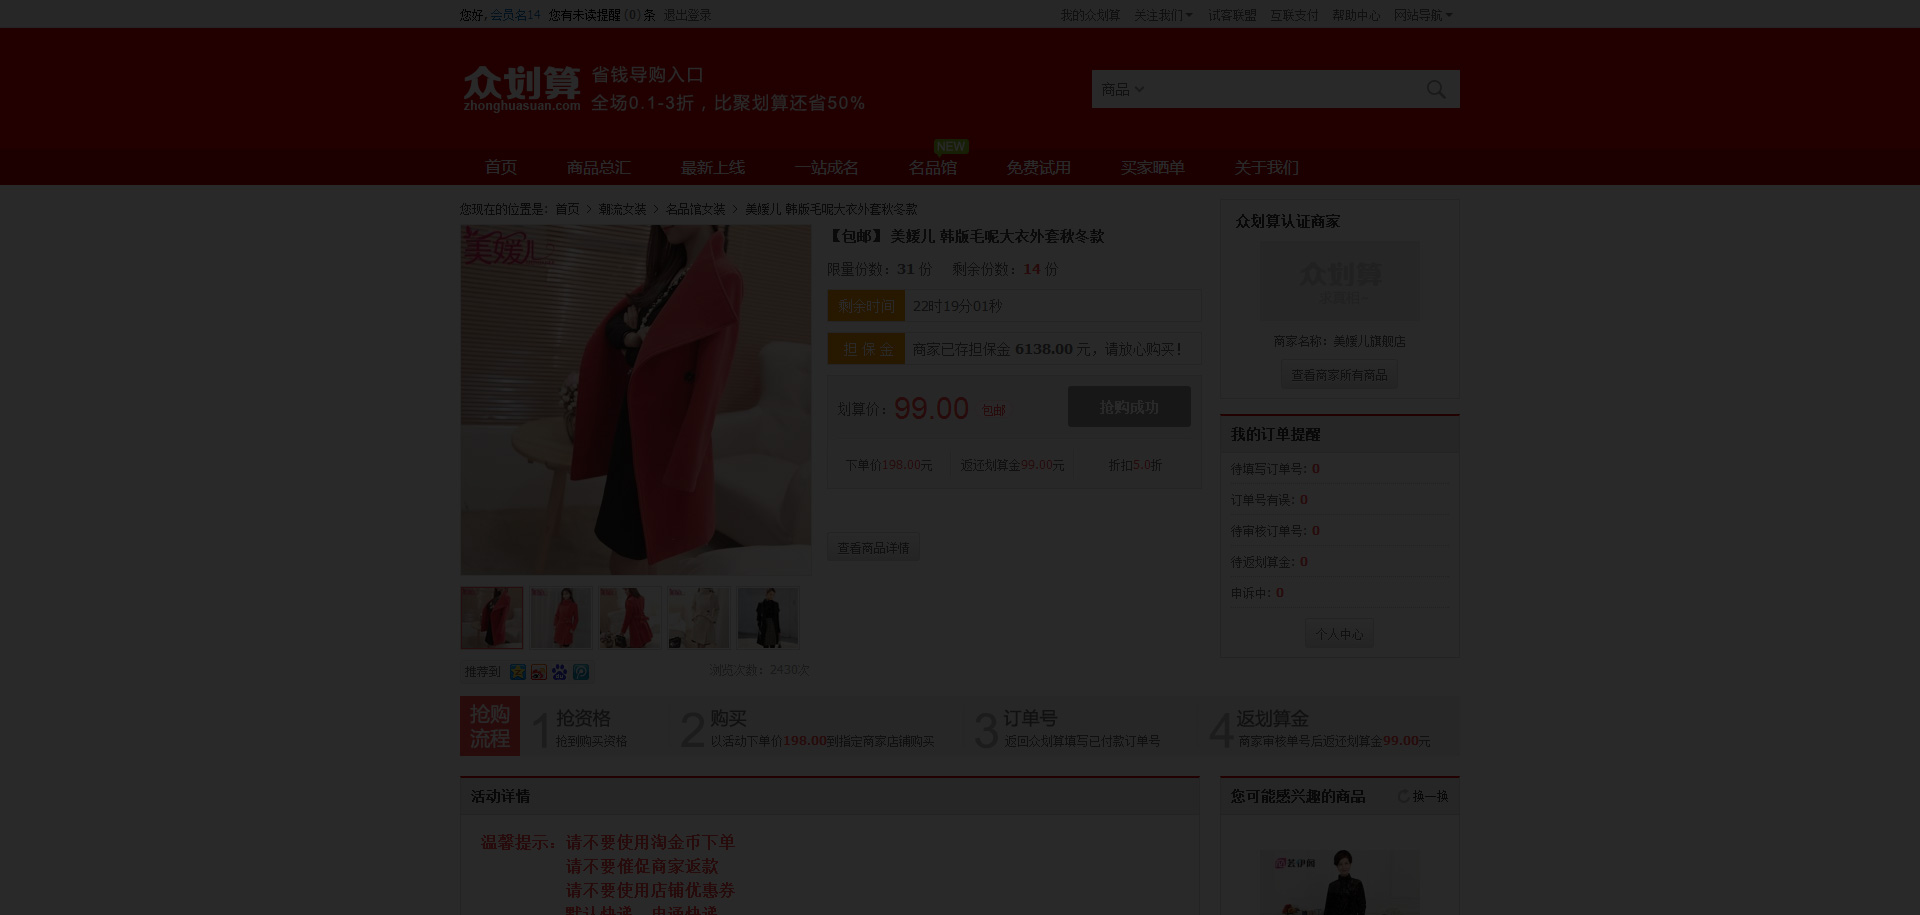 您好, 会员名14 您有未读提醒 (0) 条 退出登录
我的众划算 关注我们 试客联盟 互联支付 帮助中心 网站导航
众划算
zhonghuasuan.com
省钱导购入口
全场0.1-3折，比聚划算还省50%
商品
NEW
首页 商品总汇 最新上线 一站成名 名品馆 免费试用 买家晒单 关于我们
您现在的位置是：首页 > 潮流女装 > 名品馆女装 > 美媛儿 韩版毛呢大衣外套秋冬款
美媛儿
【包邮】 美媛儿 韩版毛呢大衣外套秋冬款
限量份数：31 份 剩余份数：14 份
剩余时间 22时19分01秒
担 保 金 商家已存担保金 6138.00 元，请放心购买！
划算价：99.00 包邮
抢购成功
下单价198.00元 返还划算金99.00元 折扣5.0折
查看商品详情
推荐到
浏览次数：2430次
众划算认证商家
众划算
商家名称：美媛儿旗舰店
查看商家所有商品
我的订单提醒
待填写订单号: 0
订单号有误: 0
待审核订单号: 0
待返划算金: 0
申诉中: 0
个人中心
抢购
流程
1 抢资格
抢到购买资格
2 购买
以活动下单价198.00到指定商家店铺购买
3 订单号
返回众划算填写已付款订单号
4 返划算金
商家审核单号后返还划算金99.00元
活动详情
温馨提示：请不要使用淘金币下单
请不要催促商家返款
请不要使用店铺优惠券
默认快递：申通快递
您可能感兴趣的商品 换一换